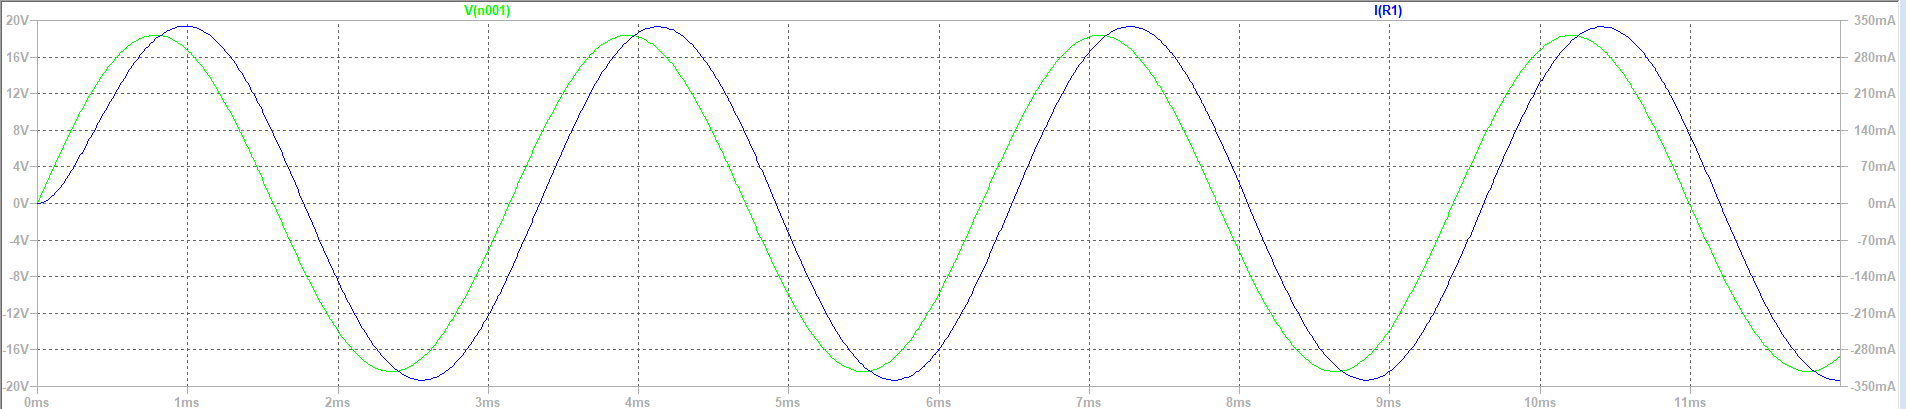 V(n001) I(R1)
20V 350mA
16V 280mA
12V 210mA
8V 140mA
4V 70mA
0V 0mA
-4V -70mA
-8V -140mA
-12V -210mA
-16V -280mA
-20V -350mA
0ms 1ms 2ms 3ms 4ms 5ms 6ms 7ms 8ms 9ms 10ms 11ms